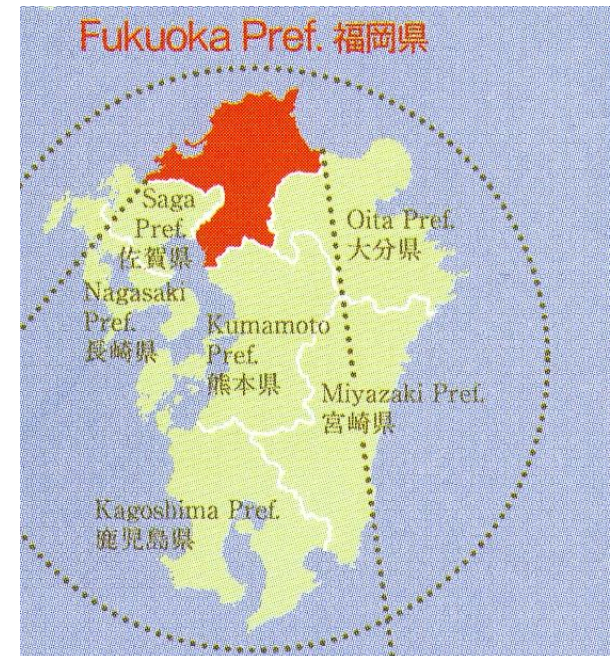 Fukuoka Pref. 福岡県
Saga
Pref.
佐賀県
Oita Pref.
大分県
Nagasaki
Pref.
長崎県
Kumamoto
Pref.
熊本県
Miyazaki Pref.
宮崎県
Kagoshima Pref.
鹿児島県